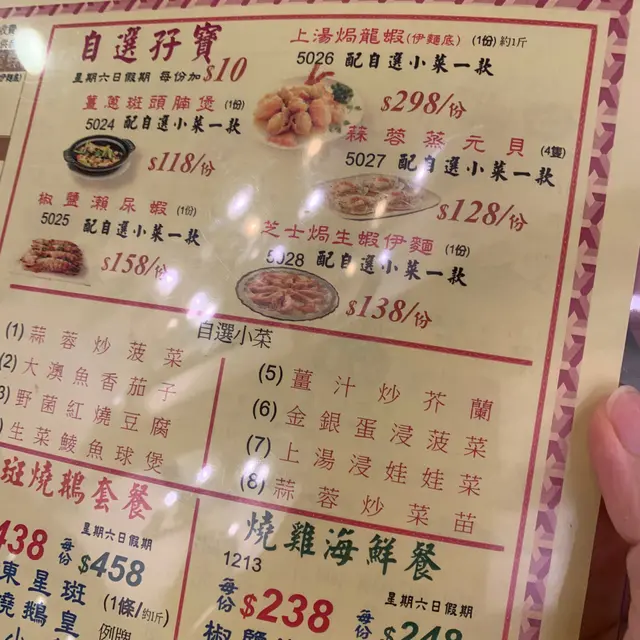 自選孖寶
星期六日假期 每份加$10
薑蔥斑頭腩煲 (1份)
5024 配自選小菜一款
$118/份
椒鹽瀨尿蝦 (1份)
5025 配自選小菜一款
$158/份
上湯焗龍蝦(伊麵底) (1份) 約1斤
5026 配自選小菜一款
$298/份
蒜蓉蒸元貝 (4隻)
5027 配自選小菜一款
$128/份
芝士焗生蝦伊麵 (1份)
5028 配自選小菜一款
$138/份
自選小菜
(1) 蒜蓉炒菠菜
(2) 大澳魚香茄子
3) 野菌紅燒豆腐
生菜鯪魚球煲
(5) 薑汁炒芥蘭
(6) 金銀蛋浸菠菜
(7) 上湯浸娃娃菜
(8) 蒜蓉炒菜苗
斑燒鵝套餐
星期六日假期
438 每份 $458
東星斑 (1條/約1斤)
燒鵝皇 例牌
燒雞海鮮餐
1213
星期六日假期
每份 $238
每份 $248